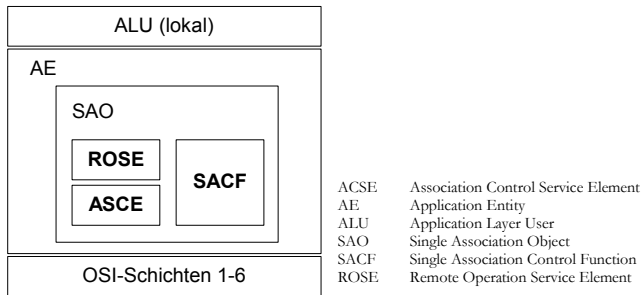 ALU (lokal)
AE
SAO
ROSE
ASCE
SACF
OSI-Schichten 1-6
ACSE Association Control Service Element
AE Application Entity
ALU Application Layer User
SAO Single Association Object
SACF Single Association Control Function
ROSE Remote Operation Service Element